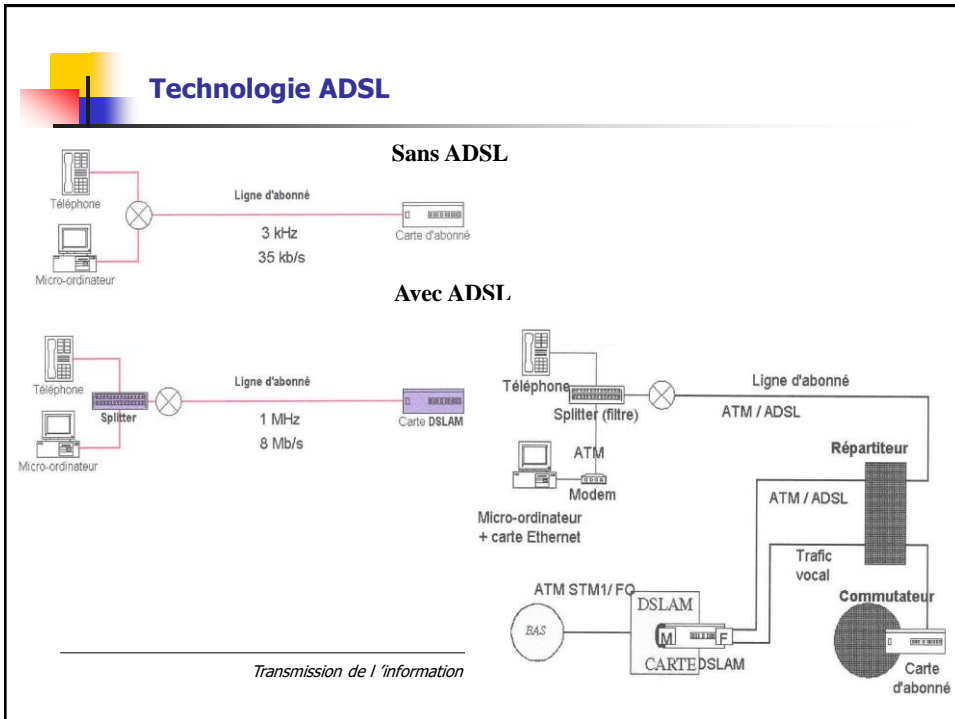 Technologie ADSL
Sans ADSL
Téléphone
Ligne d'abonné
3 kHz
35 kb/s
Carte d'abonné
Micro-ordinateur
Avec ADSL
Téléphone
Splitter
Ligne d'abonné
1 MHz
8 Mb/s
Carte DSLAM
Micro-ordinateur
Téléphone
Splitter (filtre)
Ligne d'abonné
ATM / ADSL
ATM
Modem
Micro-ordinateur
+ carte Ethernet
Répartiteur
ATM / ADSL
Trafic
vocal
Commutateur
ATM STM1/ FO
BAS
DSLAM
M
F
CARTE DSLAM
Carte
d'abonné
Transmission de l ’information